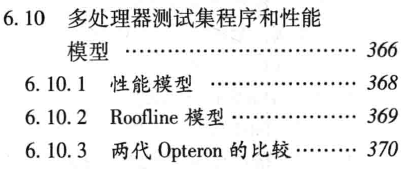 6.10 多处理器测试集程序和性能
模型 ……………………………… 366
6.10.1 性能模型 ………………… 368
6.10.2 Roofline 模型 ……………… 369
6.10.3 两代 Opteron 的比较 ……… 370